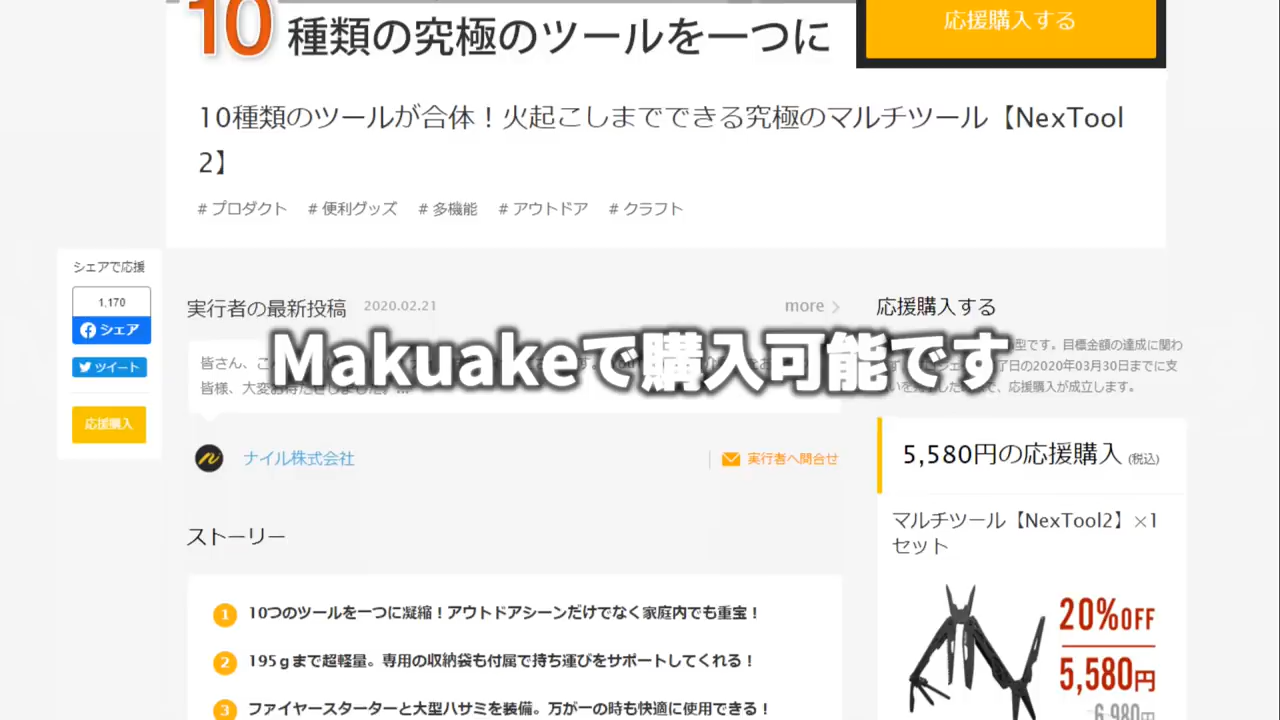 10種類の究極のツールを一つに
応援購入する
10種類のツールが合体！火起こしまでできる究極のマルチツール【NexTool
2】
# プロダクト # 便利グッズ # 多機能 # アウトドア # クラフト
シェアで応援
1,170
シェア
ツイート
応援購入
実行者の最新投稿 2020.02.21
more
皆さん、こ
Makuakeで購入可能です
皆様、大変お待たせしました。...
ナイル株式会社
実行者へ問合せ
ストーリー
1 10つのツールを一つに凝縮！アウトドアシーンだけでなく家庭内でも重宝！
2 195ｇまで超軽量。専用の収納袋も付属で持ち運びをサポートしてくれる！
3 ファイヤースターターと大型ハサミを装備。万が一の時も快適に使用できる！
応援購入する
型です。目標金額の達成に関わ
了日の2020年03月30日までに支
、応援購入が成立します。
5,580円の応援購入 (税込)
マルチツール【NexTool2】×1
セット
20%OFF
5,580円
6,980円